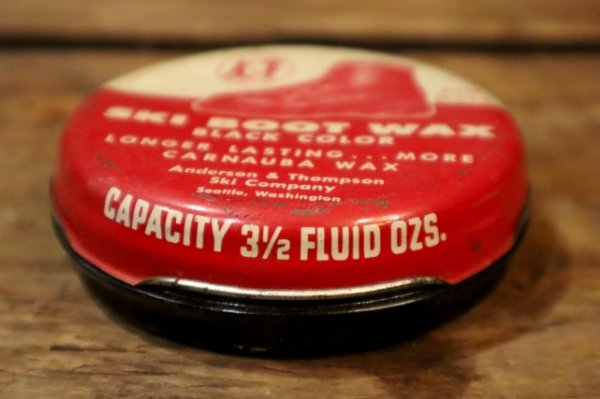 A&T
SKI BOOT WAX
BLACK COLOR
LONGER LASTING...MORE
CARNAUBA WAX
Anderson & Thompson
Ski Company
Seattle, Washington
CAPACITY 3½ FLUID OZS.